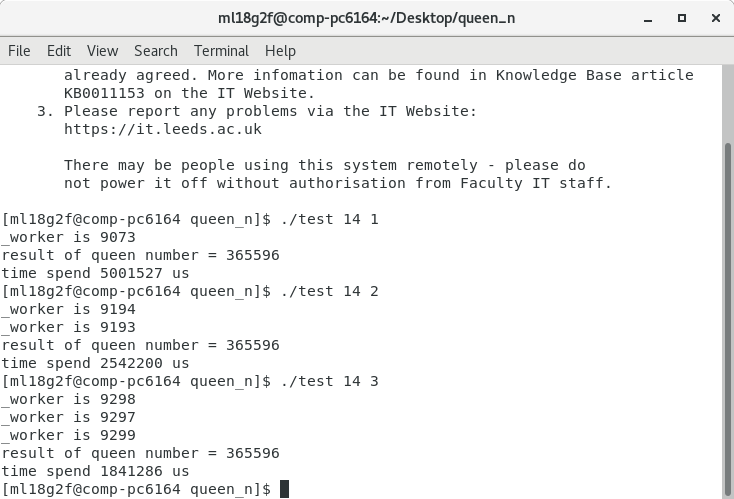 ml18g2f@comp-pc6164:~/Desktop/queen_n
File Edit View Search Terminal Help
already agreed. More infomation can be found in Knowledge Base article
KB0011153 on the IT Website.
3. Please report any problems via the IT Website:
https://it.leeds.ac.uk
There may be people using this system remotely - please do
not power it off without authorisation from Faculty IT staff.
[ml18g2f@comp-pc6164 queen_n]$ ./test 14 1
_worker is 9073
result of queen number = 365596
time spend 5001527 us
[ml18g2f@comp-pc6164 queen_n]$ ./test 14 2
_worker is 9194
_worker is 9193
result of queen number = 365596
time spend 2542200 us
[ml18g2f@comp-pc6164 queen_n]$ ./test 14 3
_worker is 9298
_worker is 9297
_worker is 9299
result of queen number = 365596
time spend 1841286 us
[ml18g2f@comp-pc6164 queen_n]$